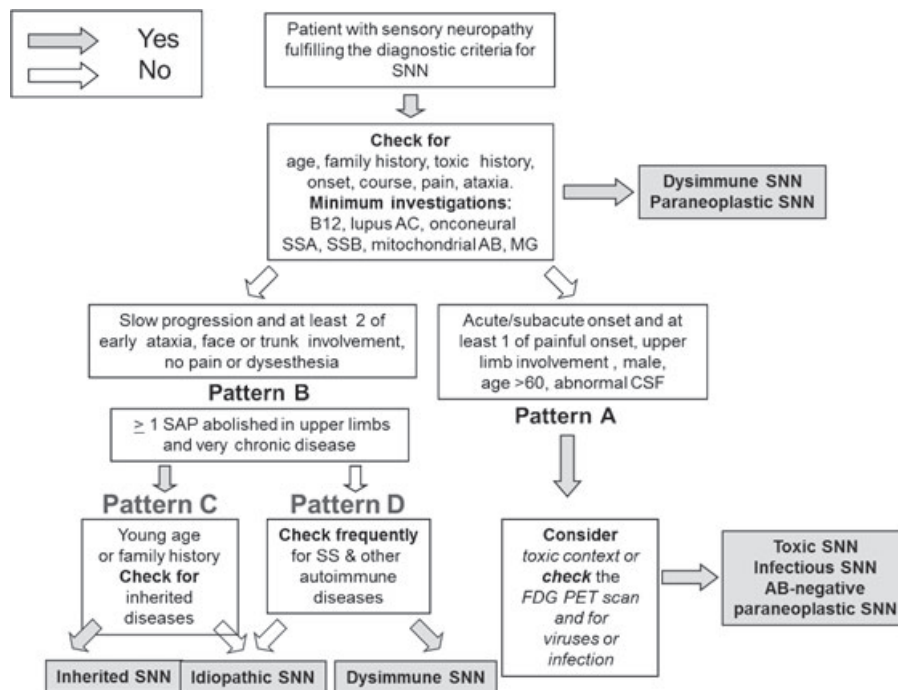 Yes
No
Patient with sensory neuropathy
fulfilling the diagnostic criteria for
SNN
Check for
age, family history, toxic history,
onset, course, pain, ataxia.
Minimum investigations:
B12, lupus AC, onconeural
SSA, SSB, mitochondrial AB, MG
Dysimmune SNN
Paraneoplastic SNN
Slow progression and at least 2 of
early ataxia, face or trunk involvement,
no pain or dysesthesia
Pattern B
≥ 1 SAP abolished in upper limbs
and very chronic disease
Acute/subacute onset and at
least 1 of painful onset, upper
limb involvement , male,
age >60, abnormal CSF
Pattern A
Pattern C
Young age
or family history
Check for
inherited
diseases
Pattern D
Check frequently
for SS & other
autoimmune
diseases
Consider
toxic context or
check the
FDG PET scan
and for
viruses or
infection
Toxic SNN
Infectious SNN
AB-negative
paraneoplastic SNN
Inherited SNN
Idiopathic SNN
Dysimmune SNN